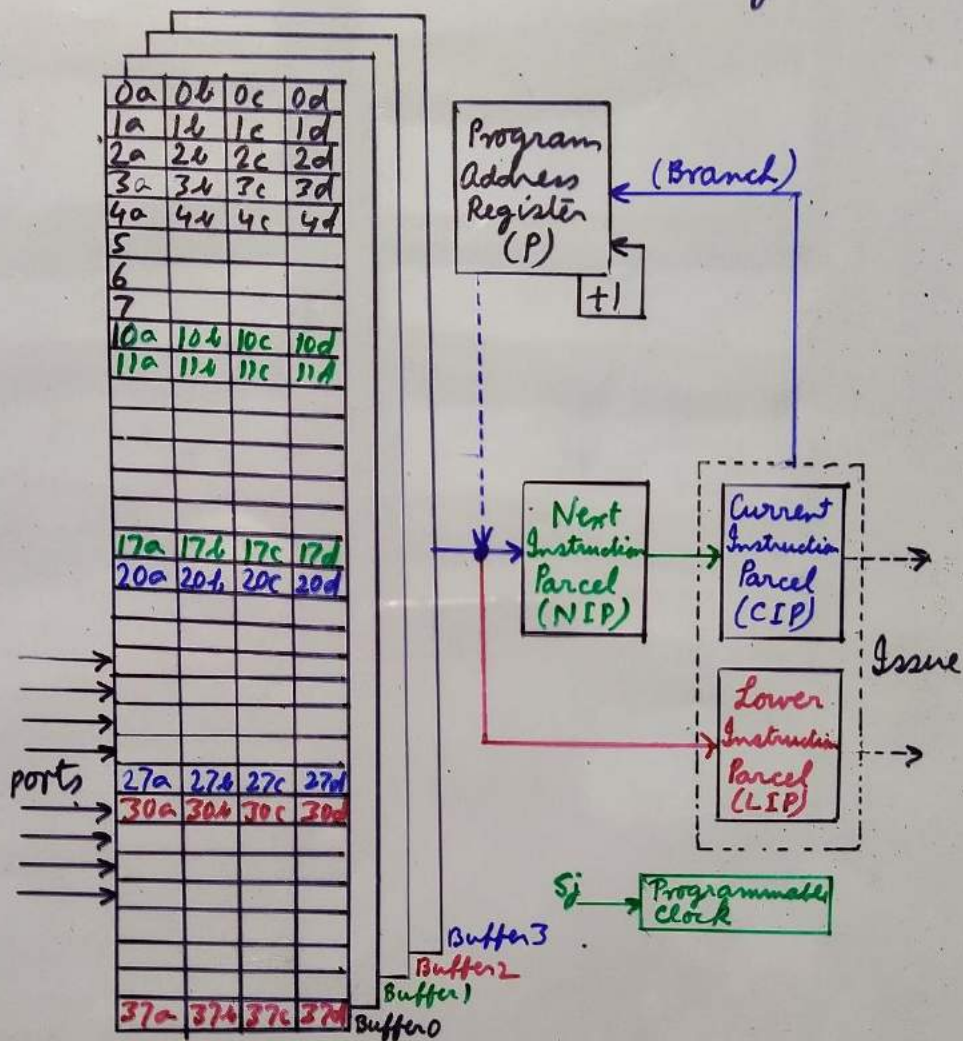 0a 0b 0c 0d
1a 1b 1c 1d
2a 2b 2c 2d
3a 3b 3c 3d
4a 4b 4c 4d
5
6
7
10a 10b 10c 10d
11a 11b 11c 11d
17a 17b 17c 17d
20a 20b 20c 20d
27a 27b 27c 27d
30a 30b 30c 30d
37a 37b 37c 37d
ports
Buffer0
Buffer1
Buffer2
Buffer3
Program
Address
Register
(P)
+1
(Branch)
Next
Instruction
Parcel
(NIP)
Current
Instruction
Parcel
(CIP)
Lower
Instruction
Parcel
(LIP)
Issue
Sj
Programmable
Clock